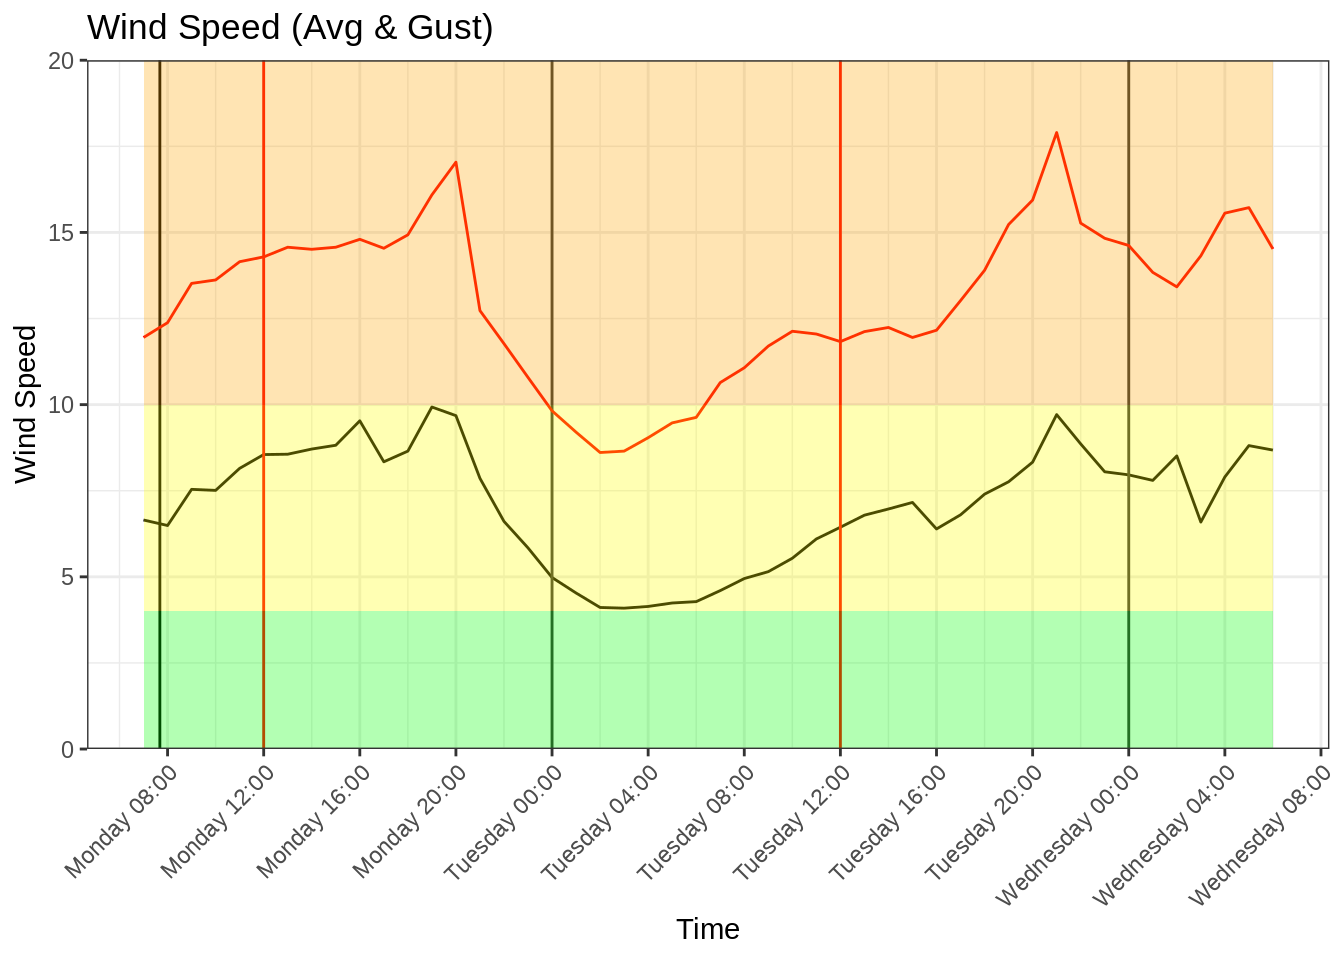 Wind Speed (Avg & Gust)
20
15
10
5
0
Wind Speed
Monday 08:00
Monday 12:00
Monday 16:00
Monday 20:00
Tuesday 00:00
Tuesday 04:00
Tuesday 08:00
Tuesday 12:00
Tuesday 16:00
Tuesday 20:00
Wednesday 00:00
Wednesday 04:00
Wednesday 08:00
Time